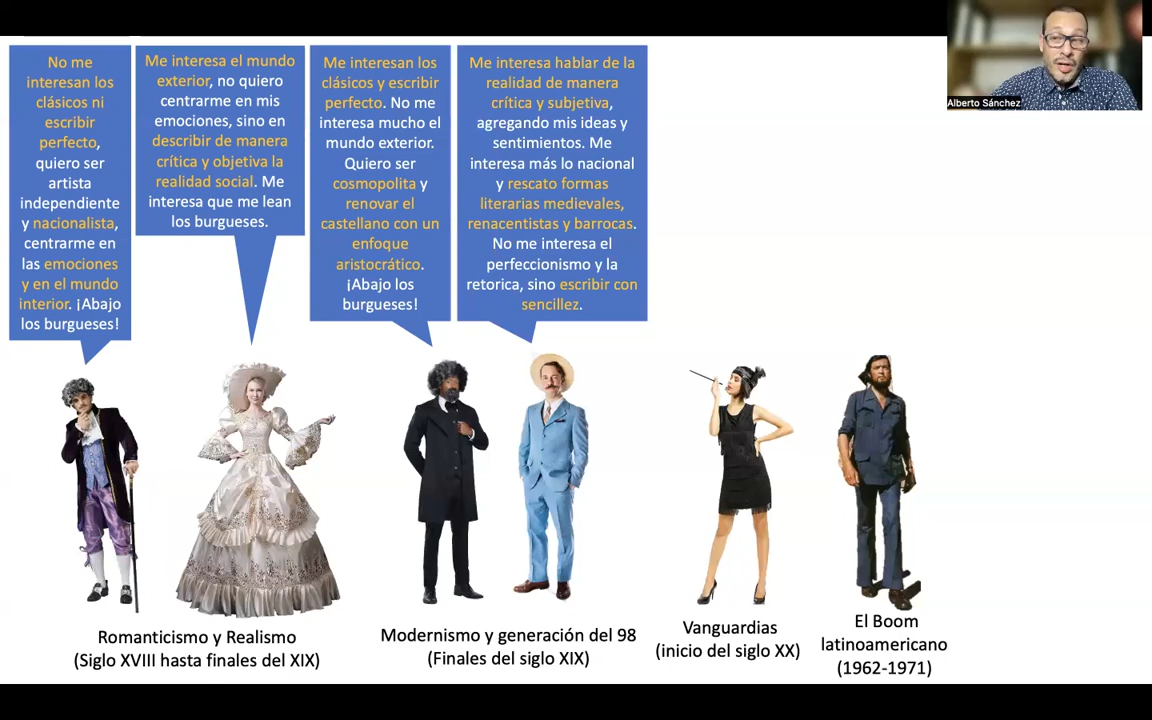 No me
interesan los
clásicos ni
escribir
perfecto,
quiero ser
artista
independiente
y nacionalista,
centrarme en
las emociones
y en el mundo
interior. ¡Abajo
los burgueses!
Me interesa el mundo
exterior, no quiero
centrarme en mis
emociones, sino en
describir de manera
crítica y objetiva la
realidad social. Me
interesa que me lean
los burgueses.
Me interesan los
clásicos y escribir
perfecto. No me
interesa mucho el
mundo exterior.
Quiero ser
cosmopolita y
renovar el
castellano con un
enfoque
aristocrático.
¡Abajo los
burgueses!
Me interesa hablar de la
realidad de manera
crítica y subjetiva,
agregando mis ideas y
sentimientos. Me
interesa más lo nacional
y rescato formas
literarias medievales,
renacentistas y barrocas.
No me interesa el
perfeccionismo y la
retorica, sino escribir con
sencillez.
Alberto Sánchez
Romanticismo y Realismo
(Siglo XVIII hasta finales del XIX)
Modernismo y generación del 98
(Finales del siglo XIX)
Vanguardias
(inicio del siglo XX)
El Boom
latinoamericano
(1962-1971)